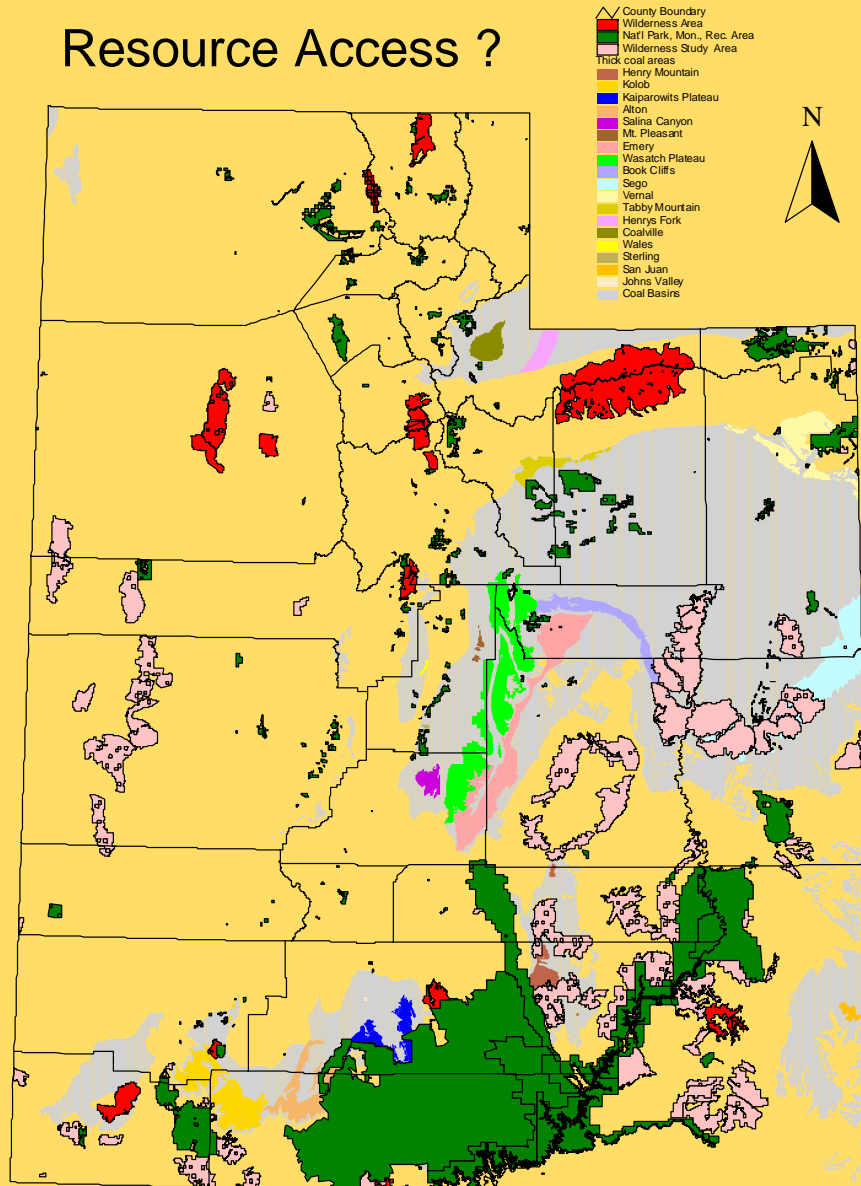 Resource Access ?
County Boundary
Wilderness Area
Nat'l Park, Mon., Rec. Area
Wilderness Study Area
Thick coal areas
Henry Mountain
Kolob
Kaiparowits Plateau
Alton
Salina Canyon
Mt. Pleasant
Emery
Wasatch Plateau
Book Cliffs
Sego
Vernal
Tabby Mountain
Henrys Fork
Coalville
Wales
Sterling
San Juan
Johns Valley
Coal Basins
N